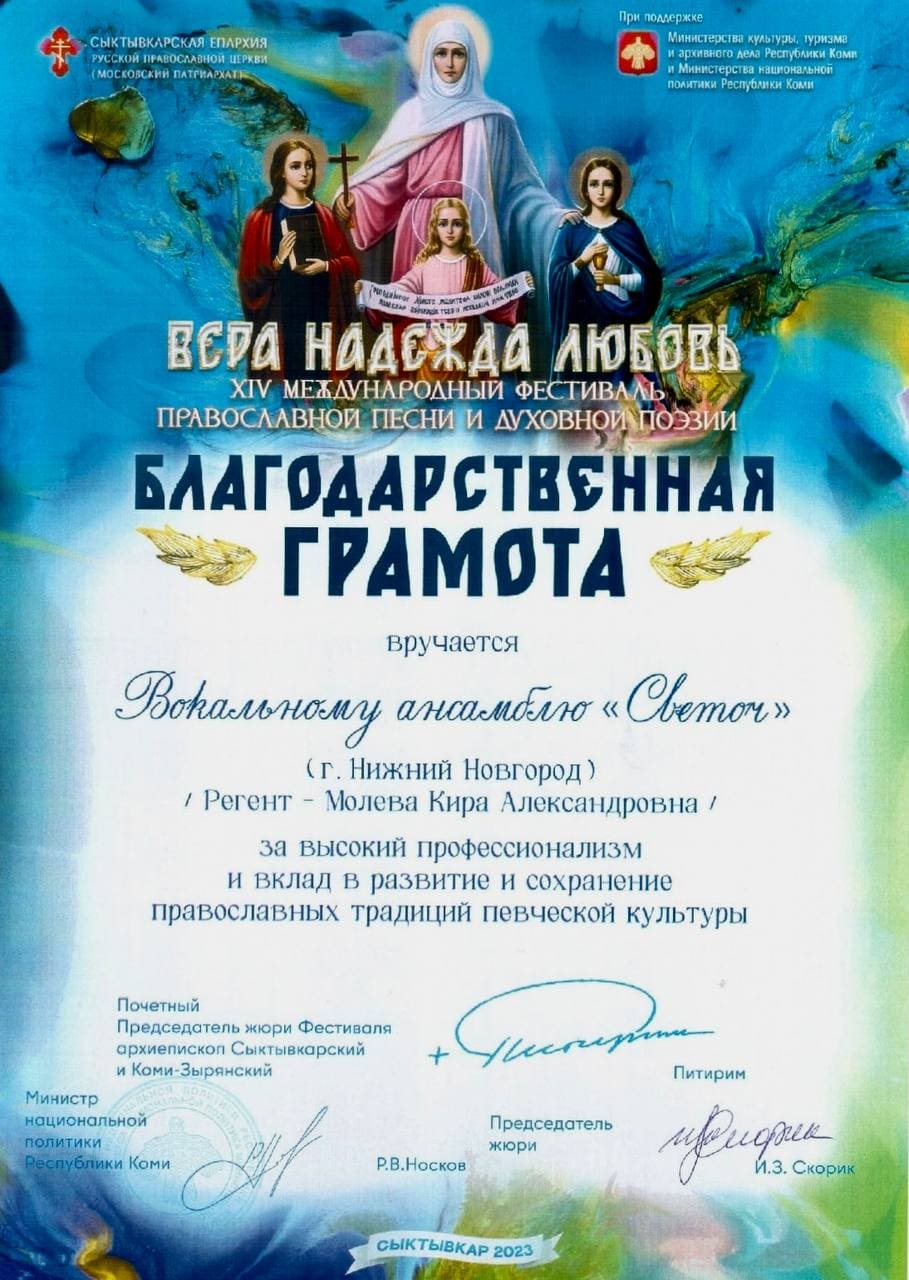 СЫКТЫВКАРСКАЯ ЕПАРХИЯ
РУССКОЙ ПРАВОСЛАВНОЙ ЦЕРКВИ
(МОСКОВСКИЙ ПАТРИАРХАТ)
При поддержке
Министерства культуры, туризма
и архивного дела Республики Коми
и Министерства национальной
политики Республики Коми
ВЕРА НАДЕЖДА ЛЮБОВЬ
XIV МЕЖДУНАРОДНЫЙ ФЕСТИВАЛЬ
ПРАВОСЛАВНОЙ ПЕСНИ И ДУХОВНОЙ ПОЭЗИИ
БЛАГОДАРСТВЕННАЯ
ГРАМОТА
вручается
Вокальному ансамблю «Светоч»
(г. Нижний Новгород)
/ Регент - Молева Кира Александровна /
за высокий профессионализм
и вклад в развитие и сохранение
православных традиций певческой культуры
Почетный
Председатель жюри Фестиваля
архиепископ Сыктывкарский
и Коми-Зырянский
Питирим
Министр
национальной
политики
Республики Коми
Р.В.Носков
Председатель
жюри
И.З. Скорик
СЫКТЫВКАР 2023